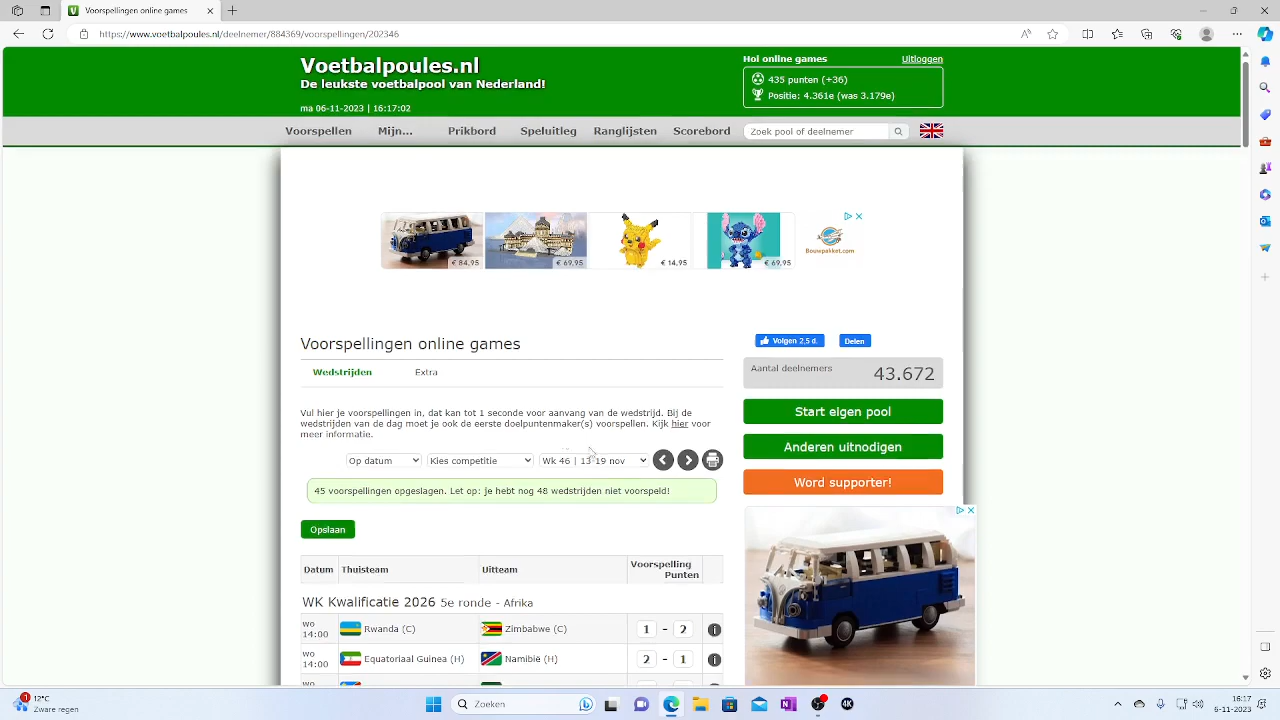 Voorspellingen online games
https://www.voetbalpoules.nl/deelnemer/884369/voorspellingen/202346
Voetbalpoules.nl
De leukste voetbalpool van Nederland!
ma 06-11-2023 | 16:17:02
Hoi online games
Uitloggen
435 punten (+36)
Positie: 4.361e (was 3.179e)
Voorspellen
Mijn...
Prikbord
Speluitleg
Ranglijsten
Scorebord
Zoek pool of deelnemer
€ 84,95
€ 69,95
€ 14,95
€ 69,95
Bouwpakket.com
Voorspellingen online games
Wedstrijden
Extra
Vul hier je voorspellingen in, dat kan tot 1 seconde voor aanvang van de wedstrijd. Bij de
wedstrijden van de dag moet je ook de eerste doelpuntenmaker(s) voorspellen. Kijk hier voor
meer informatie.
Op datum
Kies competitie
Wk 46 | 13-19 nov
45 voorspellingen opgeslagen. Let op: je hebt nog 48 wedstrijden niet voorspeld!
Opslaan
Datum
Thuisteam
Uitteam
Voorspelling
Punten
WK Kwalificatie 2026 5e ronde - Afrika
wo
14:00
Rwanda (C)
Zimbabwe (C)
1 - 2
wo
14:00
Equatoriaal Guinea (H)
Namibië (H)
2 - 1
wo
Volgen 2,5 d.
Delen
Aantal deelnemers
43.672
Start eigen pool
Anderen uitnodigen
Word supporter!
1
12°C
Zware regen
Zoeken
4K
16:17
6-11-2023